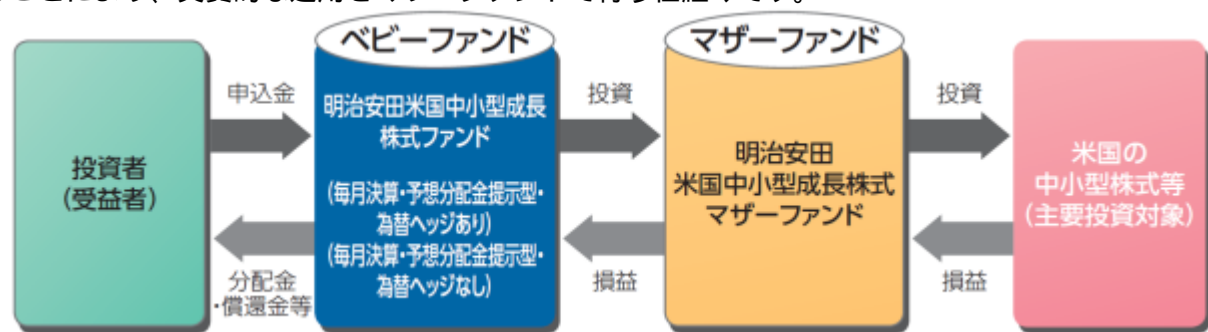 ベビーファンド
マザーファンド
投資者
(受益者)
申込金
分配金
・償還金等
明治安田米国中小型成長
株式ファンド
(毎月決算・予想分配金提示型・
為替ヘッジあり)
(毎月決算・予想分配金提示型・
為替ヘッジなし)
投資
損益
明治安田
米国中小型成長株式
マザーファンド
投資
損益
米国の
中小型株式等
(主要投資対象)